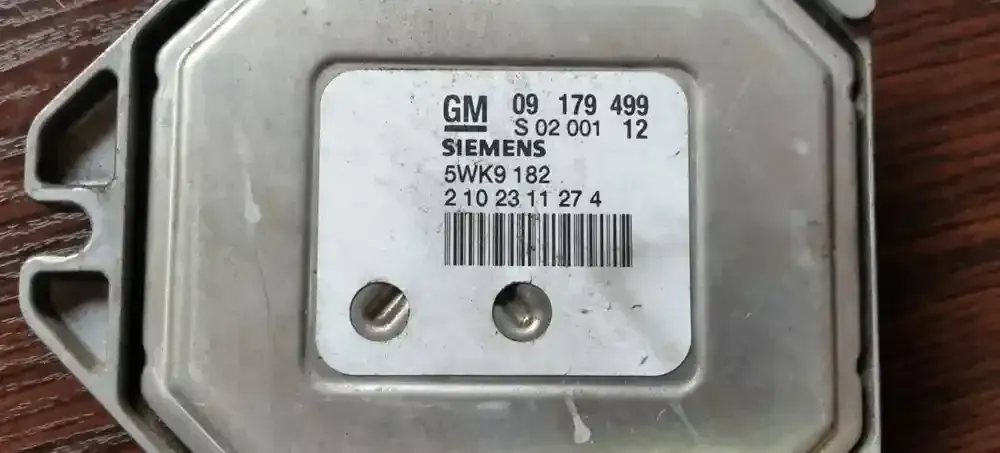 GM 09 179 499
S 02 001 12
SIEMENS
5WK9 182
2 10 23 11 27 4